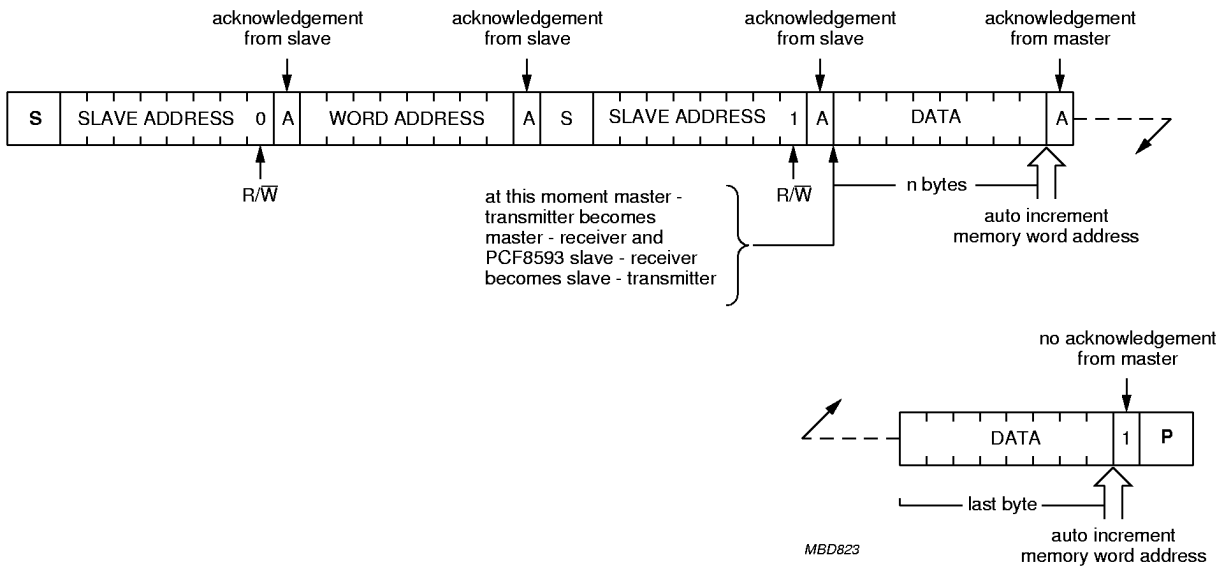 acknowledgement
from slave
acknowledgement
from slave
acknowledgement
from slave
acknowledgement
from master
S SLAVE ADDRESS 0 A WORD ADDRESS A S SLAVE ADDRESS 1 A DATA A
R/W̅
R/W̅
n bytes
at this moment master -
transmitter becomes
master - receiver and
PCF8593 slave - receiver
becomes slave - transmitter
auto increment
memory word address
no acknowledgement
from master
DATA 1 P
last byte
auto increment
memory word address
MBD823